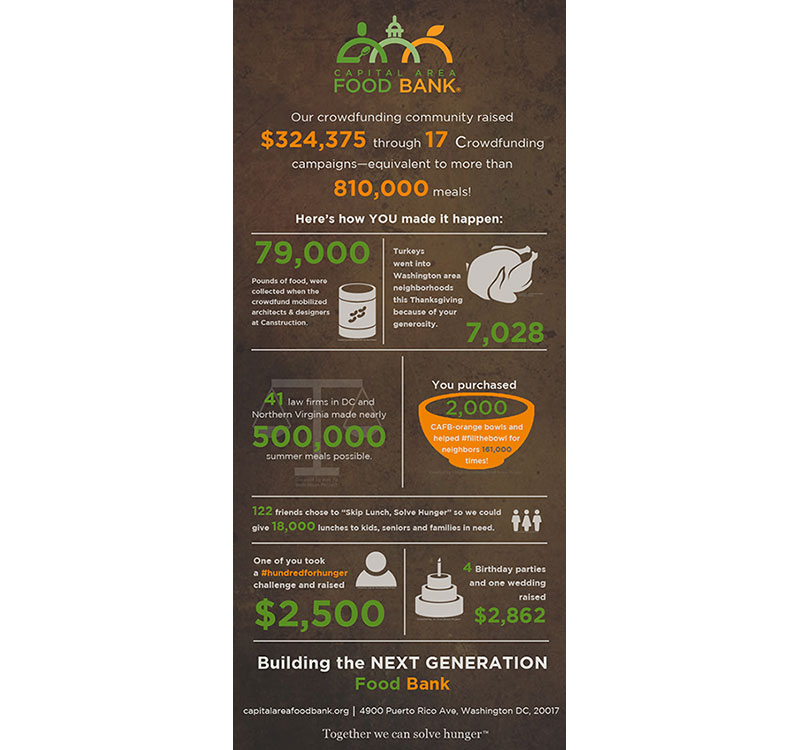 CAPITAL AREA
FOOD BANK®
Our crowdfunding community raised
$324,375 through 17 Crowdfunding
campaigns—equivalent to more than
810,000 meals!
Here's how YOU made it happen:
79,000
Pounds of food, were
collected when the
crowdfund mobilized
architects & designers
at Canstruction.
Turkeys
went into
Washington area
neighborhoods
this Thanksgiving
because of your
generosity.
7,028
41 law firms in DC and
Northern Virginia made nearly
500,000
summer meals possible.
You purchased
2,000
CAFB-orange bowls and
helped #fillthebowl for
neighbors 161,000
times!
122 friends chose to “Skip Lunch, Solve Hunger” so we could
give 18,000 lunches to kids, seniors and families in need.
One of you took
a #hundredforhunger
challenge and raised
$2,500
4 Birthday parties
and one wedding
raised
$2,862
Building the NEXT GENERATION
Food Bank
capitalareafoodbank.org | 4900 Puerto Rico Ave, Washington DC, 20017
Together we can solve hunger™